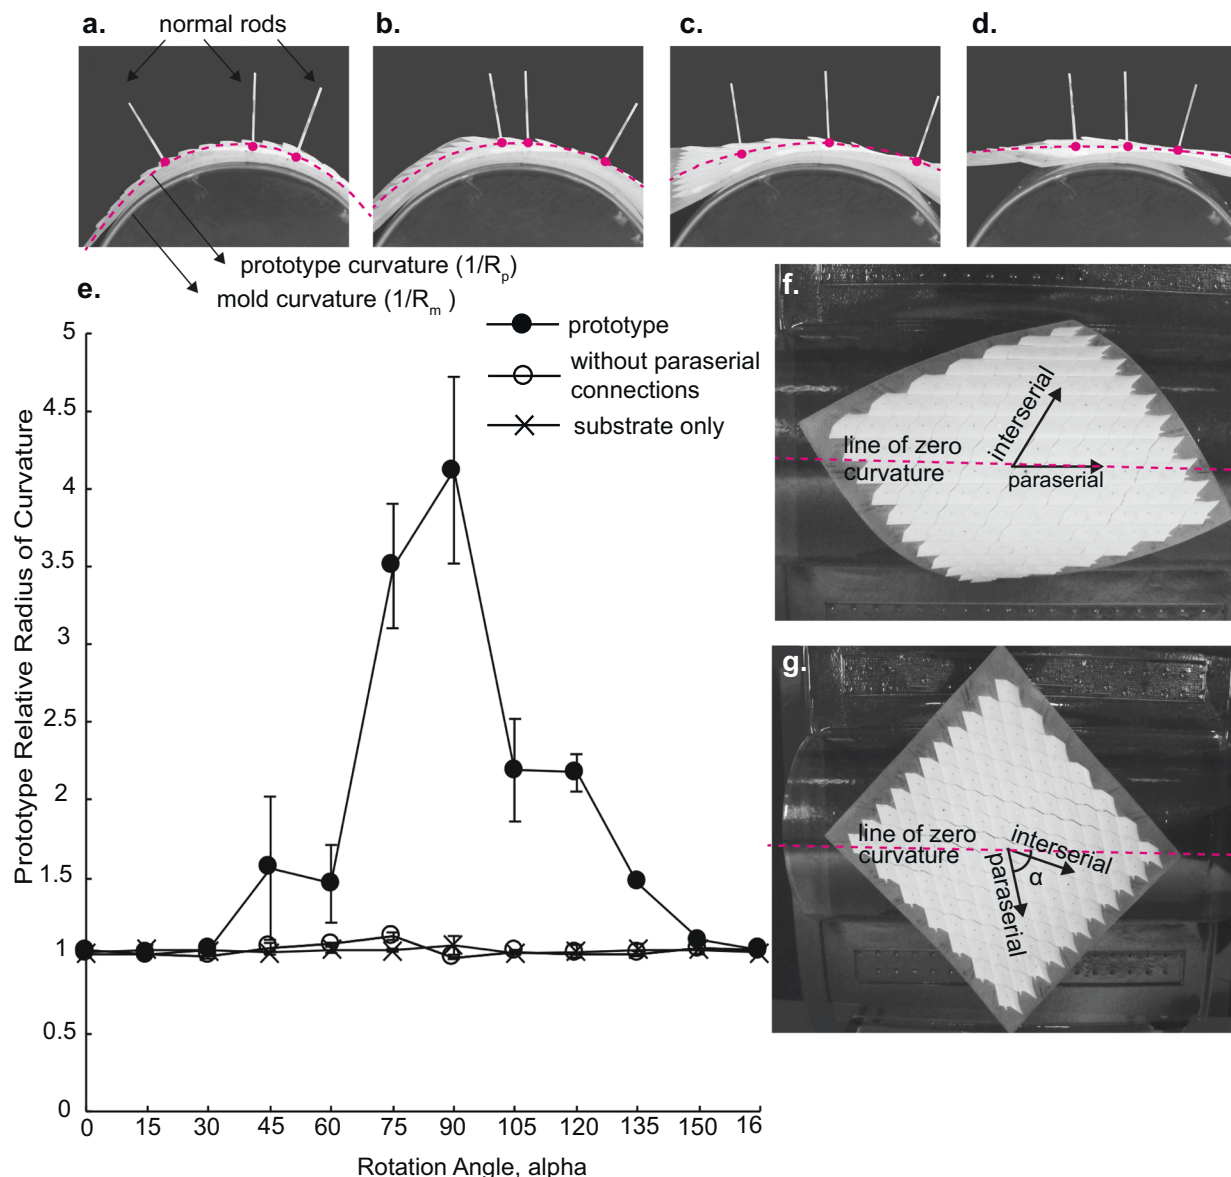 a.
normal rods
b.
c.
d.
prototype curvature (1/Rp)
mold curvature (1/Rm )
e.
prototype
without paraserial
connections
substrate only
Prototype Relative Radius of Curvature
5
4.5
4
3.5
3
2.5
2
1.5
1
0.5
0
0
15
30
45
60
75
90
105
120
135
150
16
Rotation Angle, alpha
f.
interserial
line of zero
curvature
paraserial
g.
line of zero
curvature
interserial
α
paraserial